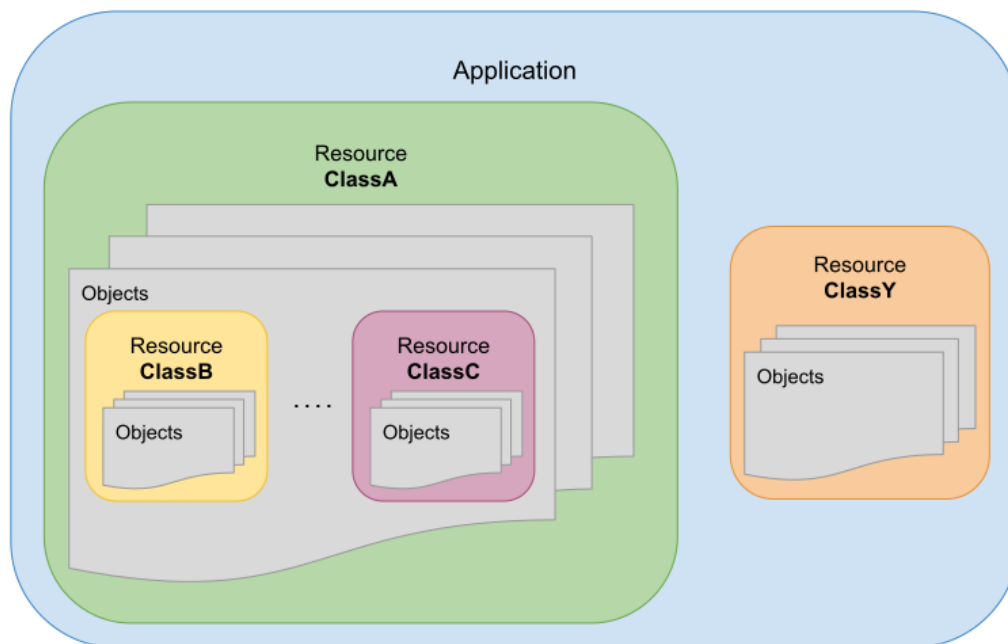 Application
Resource
ClassA
Objects
Resource
ClassB
Objects
....
Resource
ClassC
Objects
Resource
ClassY
Objects